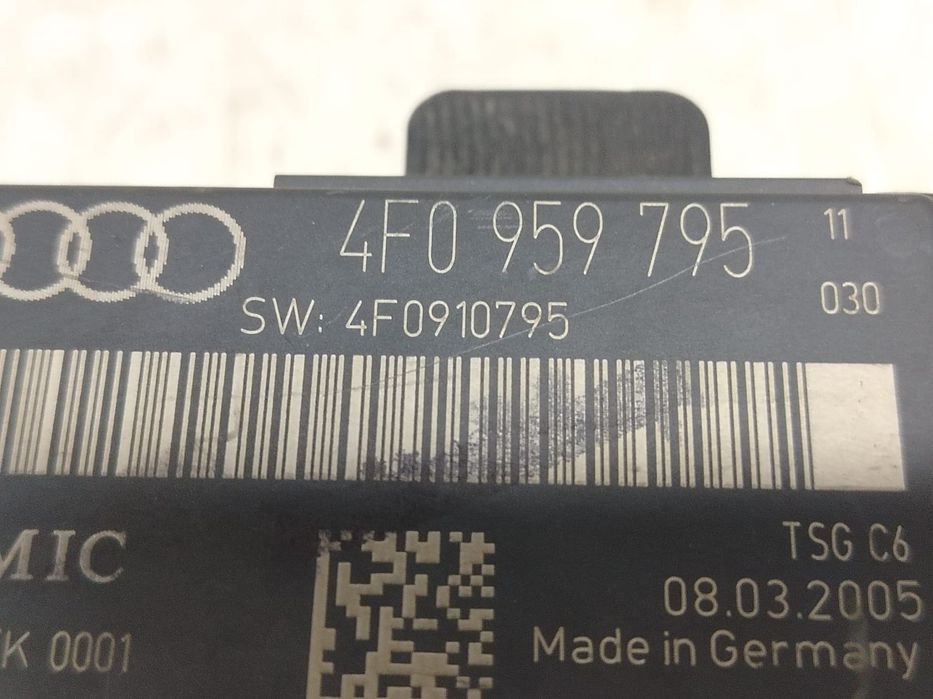 4F0 959 795 11
SW: 4F0910795 030
MIC TSG C6
08.03.2005
K 0001 Made in Germany